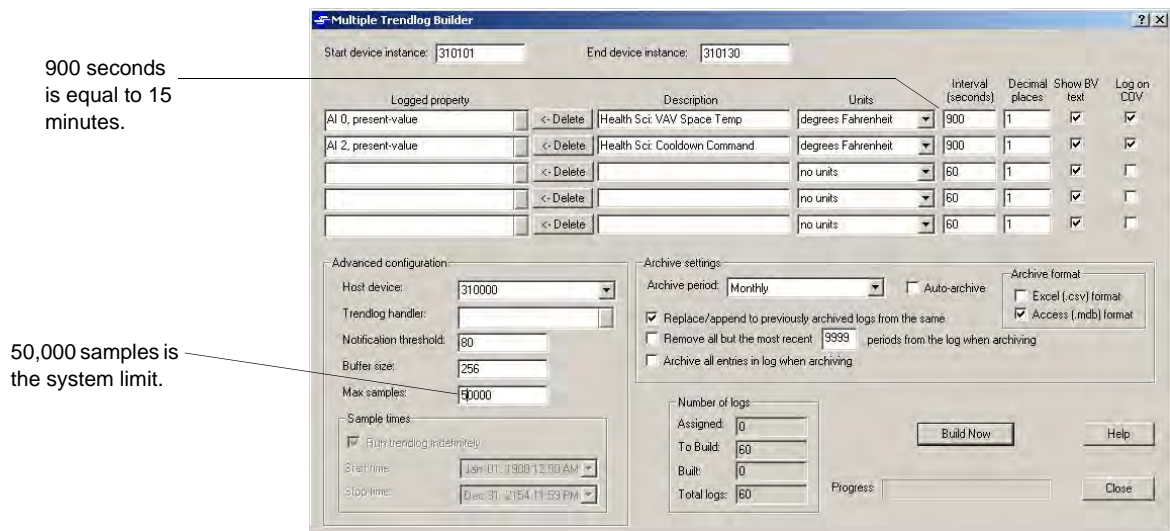 Multiple Trendlog Builder
Start device instance: 310101 End device instance: 310130
900 seconds
is equal to 15
minutes.
Logged property Description Units Interval (seconds) Decimal places Show BV text Log on COV
AI 0, present-value <- Delete Health Sci: VAV Space Temp degrees Fahrenheit 900 1
AI 2, present-value <- Delete Health Sci: Cooldown Command degrees Fahrenheit 900 1
<- Delete no units 60 1
<- Delete no units 60 1
<- Delete no units 60 1
Advanced configuration
Host device: 310000
Trendlog handler:
Notification threshold: 80
Buffer size: 256
Max samples: 50000
50,000 samples is
the system limit.
Sample times
Run trendlog indefinitely
Start time: Jan 01, 1900 12:00 AM
Stop time: Dec 31, 2154 11:59 PM
Archive settings
Archive period: Monthly Auto-archive
Archive format
Excel (.csv) format
Access (.mdb) format
Replace/append to previously archived logs from the same
Remove all but the most recent 9999 periods from the log when archiving
Archive all entries in log when archiving
Number of logs
Assigned: 0
To Build: 60
Built: 0
Total logs: 60
Build Now Help
Progress: Close